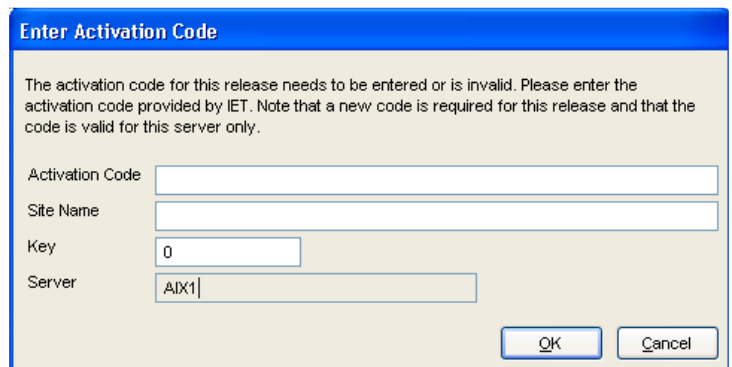 Enter Activation Code
The activation code for this release needs to be entered or is invalid. Please enter the
activation code provided by IET. Note that a new code is required for this release and that the
code is valid for this server only.
Activation Code
Site Name
Key 0
Server AIX1
OK Cancel